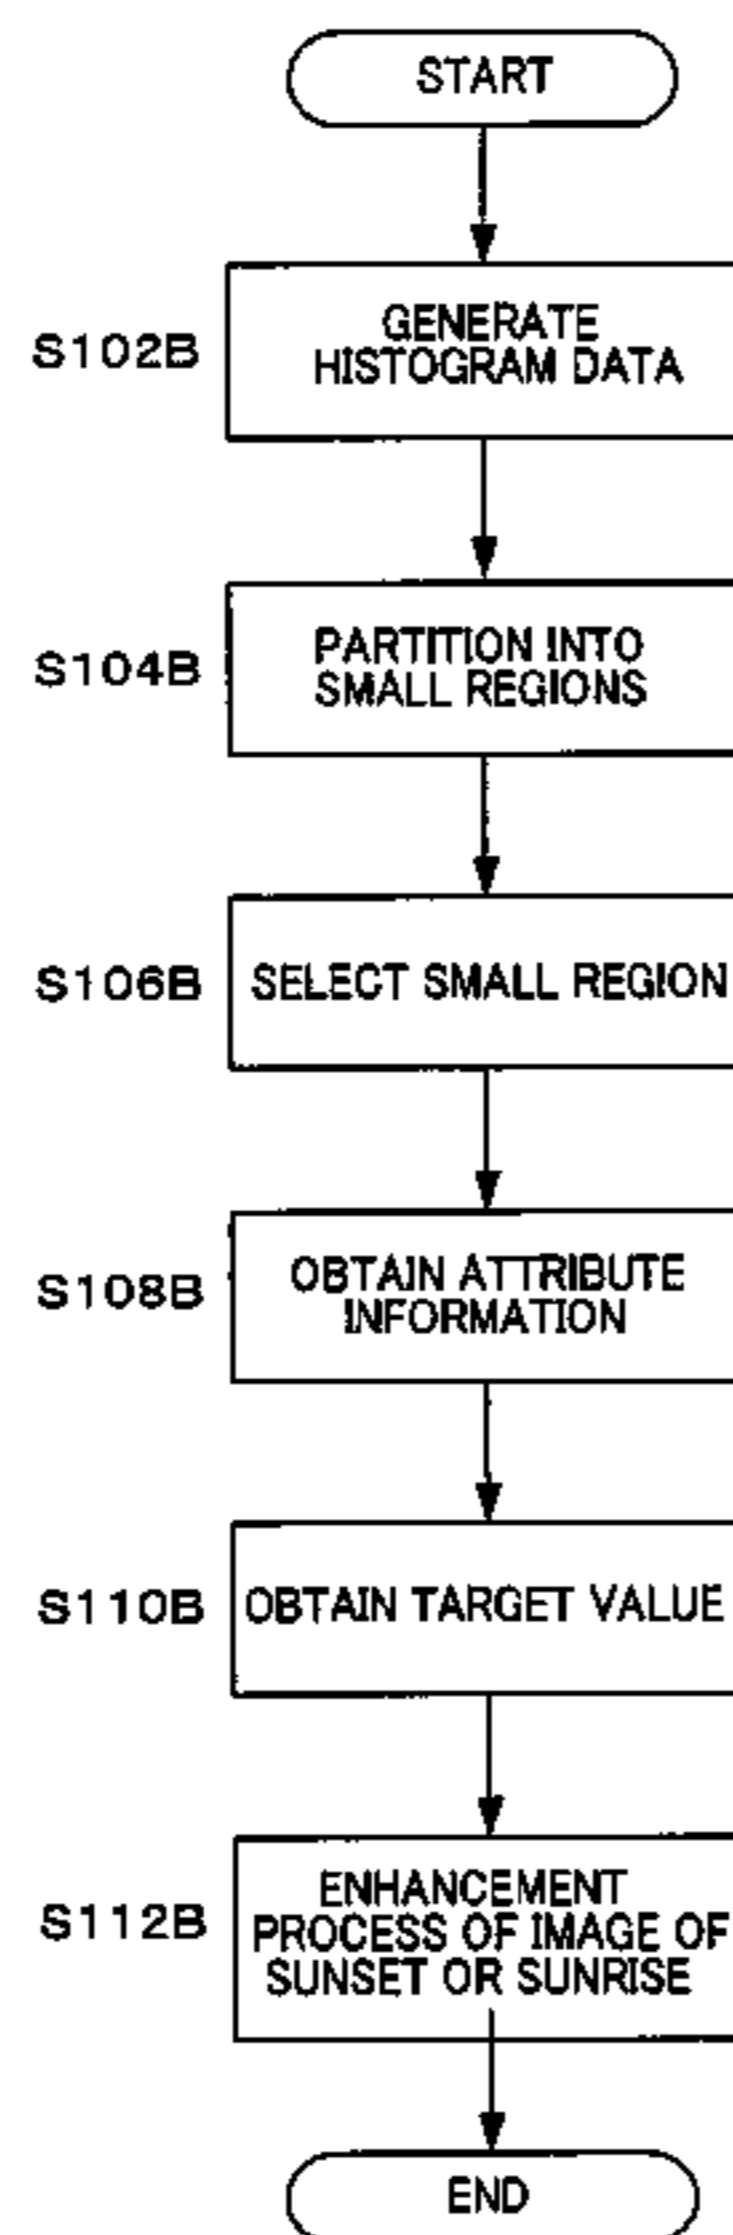 START
S102B
GENERATE
HISTOGRAM DATA
S104B
PARTITION INTO
SMALL REGIONS
S106B
SELECT SMALL REGION
S108B
OBTAIN ATTRIBUTE
INFORMATION
S110B
OBTAIN TARGET VALUE
S112B
ENHANCEMENT
PROCESS OF IMAGE OF
SUNSET OR SUNRISE
END